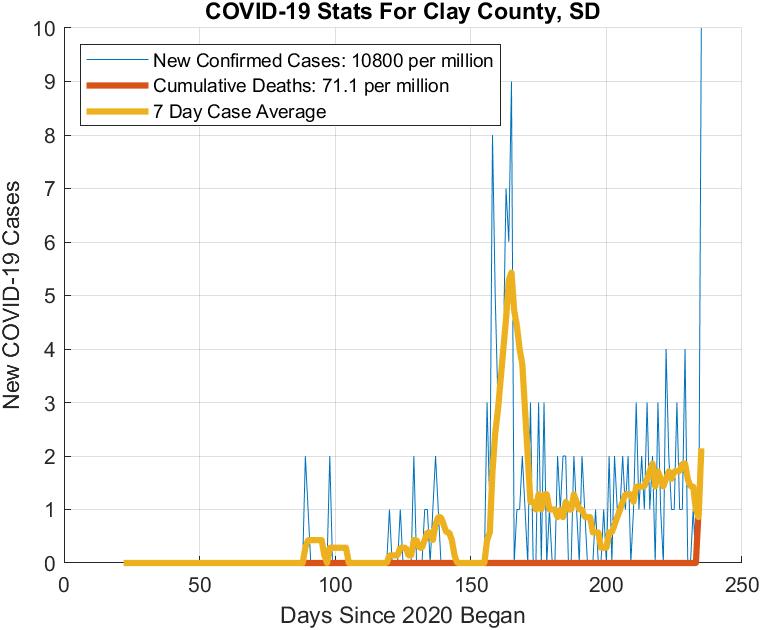 COVID-19 Stats For Clay County, SD
New Confirmed Cases: 10800 per million
Cumulative Deaths: 71.1 per million
7 Day Case Average
New COVID-19 Cases
10
9
8
7
6
5
4
3
2
1
0
0 50 100 150 200 250
Days Since 2020 Began